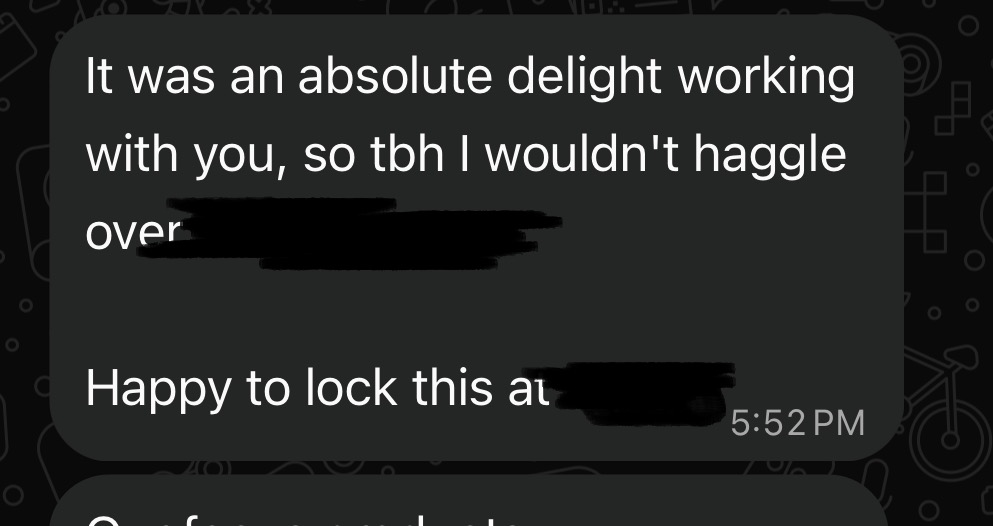 It was an absolute delight working
with you, so tbh I wouldn't haggle
over
Happy to lock this at
5:52 PM